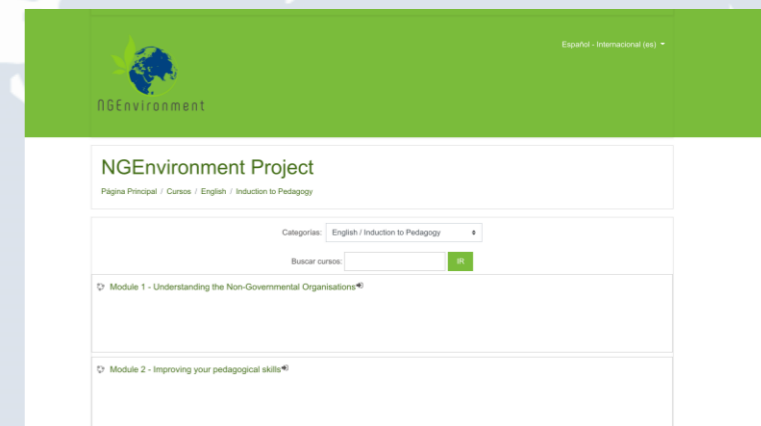 Español - Internacional (es)
NGEnvironment
NGEnvironment Project
Página Principal / Cursos / English / Induction to Pedagogy
Categorías: English / Induction to Pedagogy
Buscar cursos: IR
Module 1 - Understanding the Non-Governmental Organisations
Module 2 - Improving your pedagogical skills